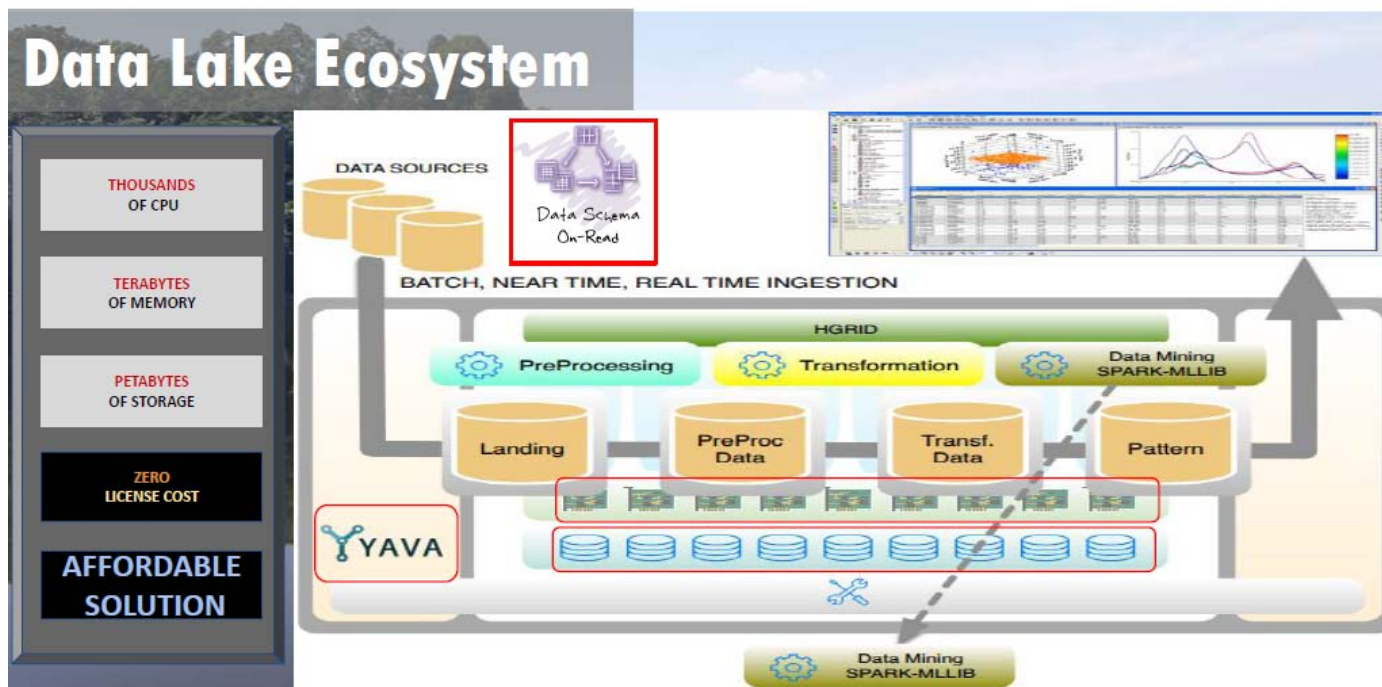 Data Lake Ecosystem
THOUSANDS
OF CPU
TERABYTES
OF MEMORY
PETABYTES
OF STORAGE
ZERO
LICENSE COST
AFFORDABLE
SOLUTION
DATA SOURCES
Data Schema
On-Read
BATCH, NEAR TIME, REAL TIME INGESTION
HGRID
PreProcessing
Transformation
Data Mining
SPARK-MLLIB
Landing
PreProc
Data
Transf.
Data
Pattern
YAVA
Data Mining
SPARK-MLLIB